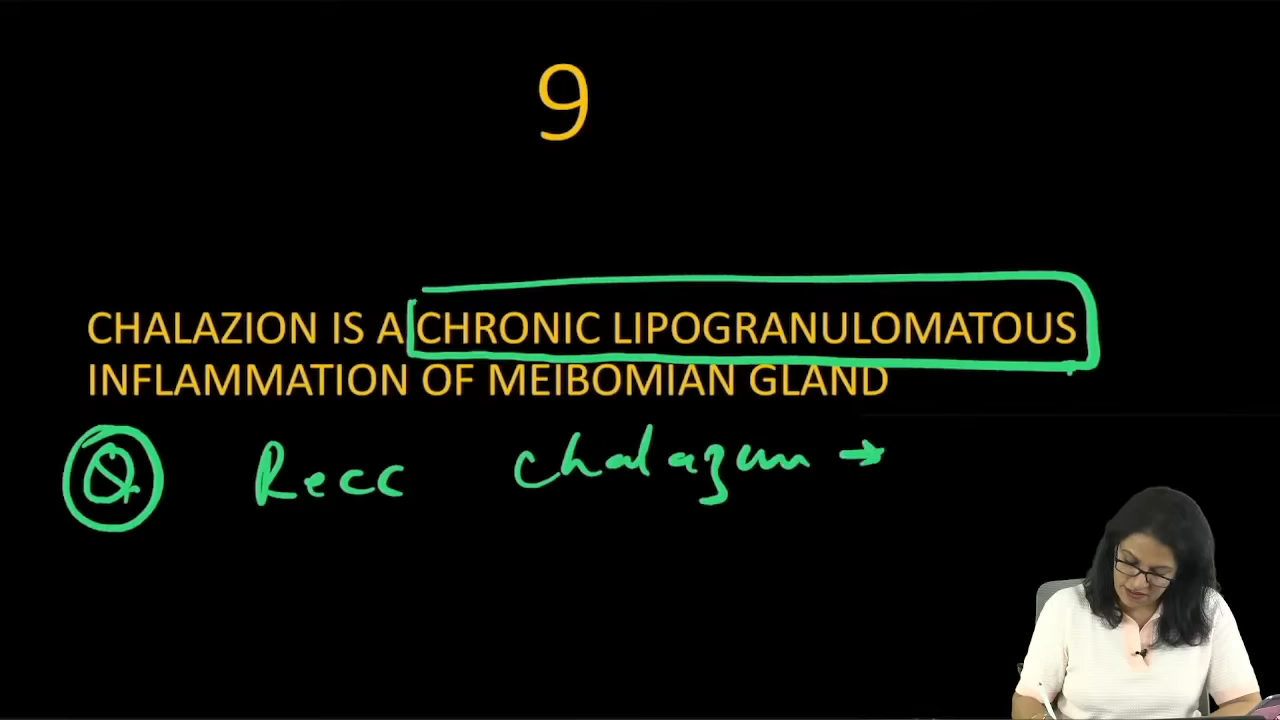 9
CHALAZION IS A CHRONIC LIPOGRANULOMATOUS
INFLAMMATION OF MEIBOMIAN GLAND
Q Recc chalazion →